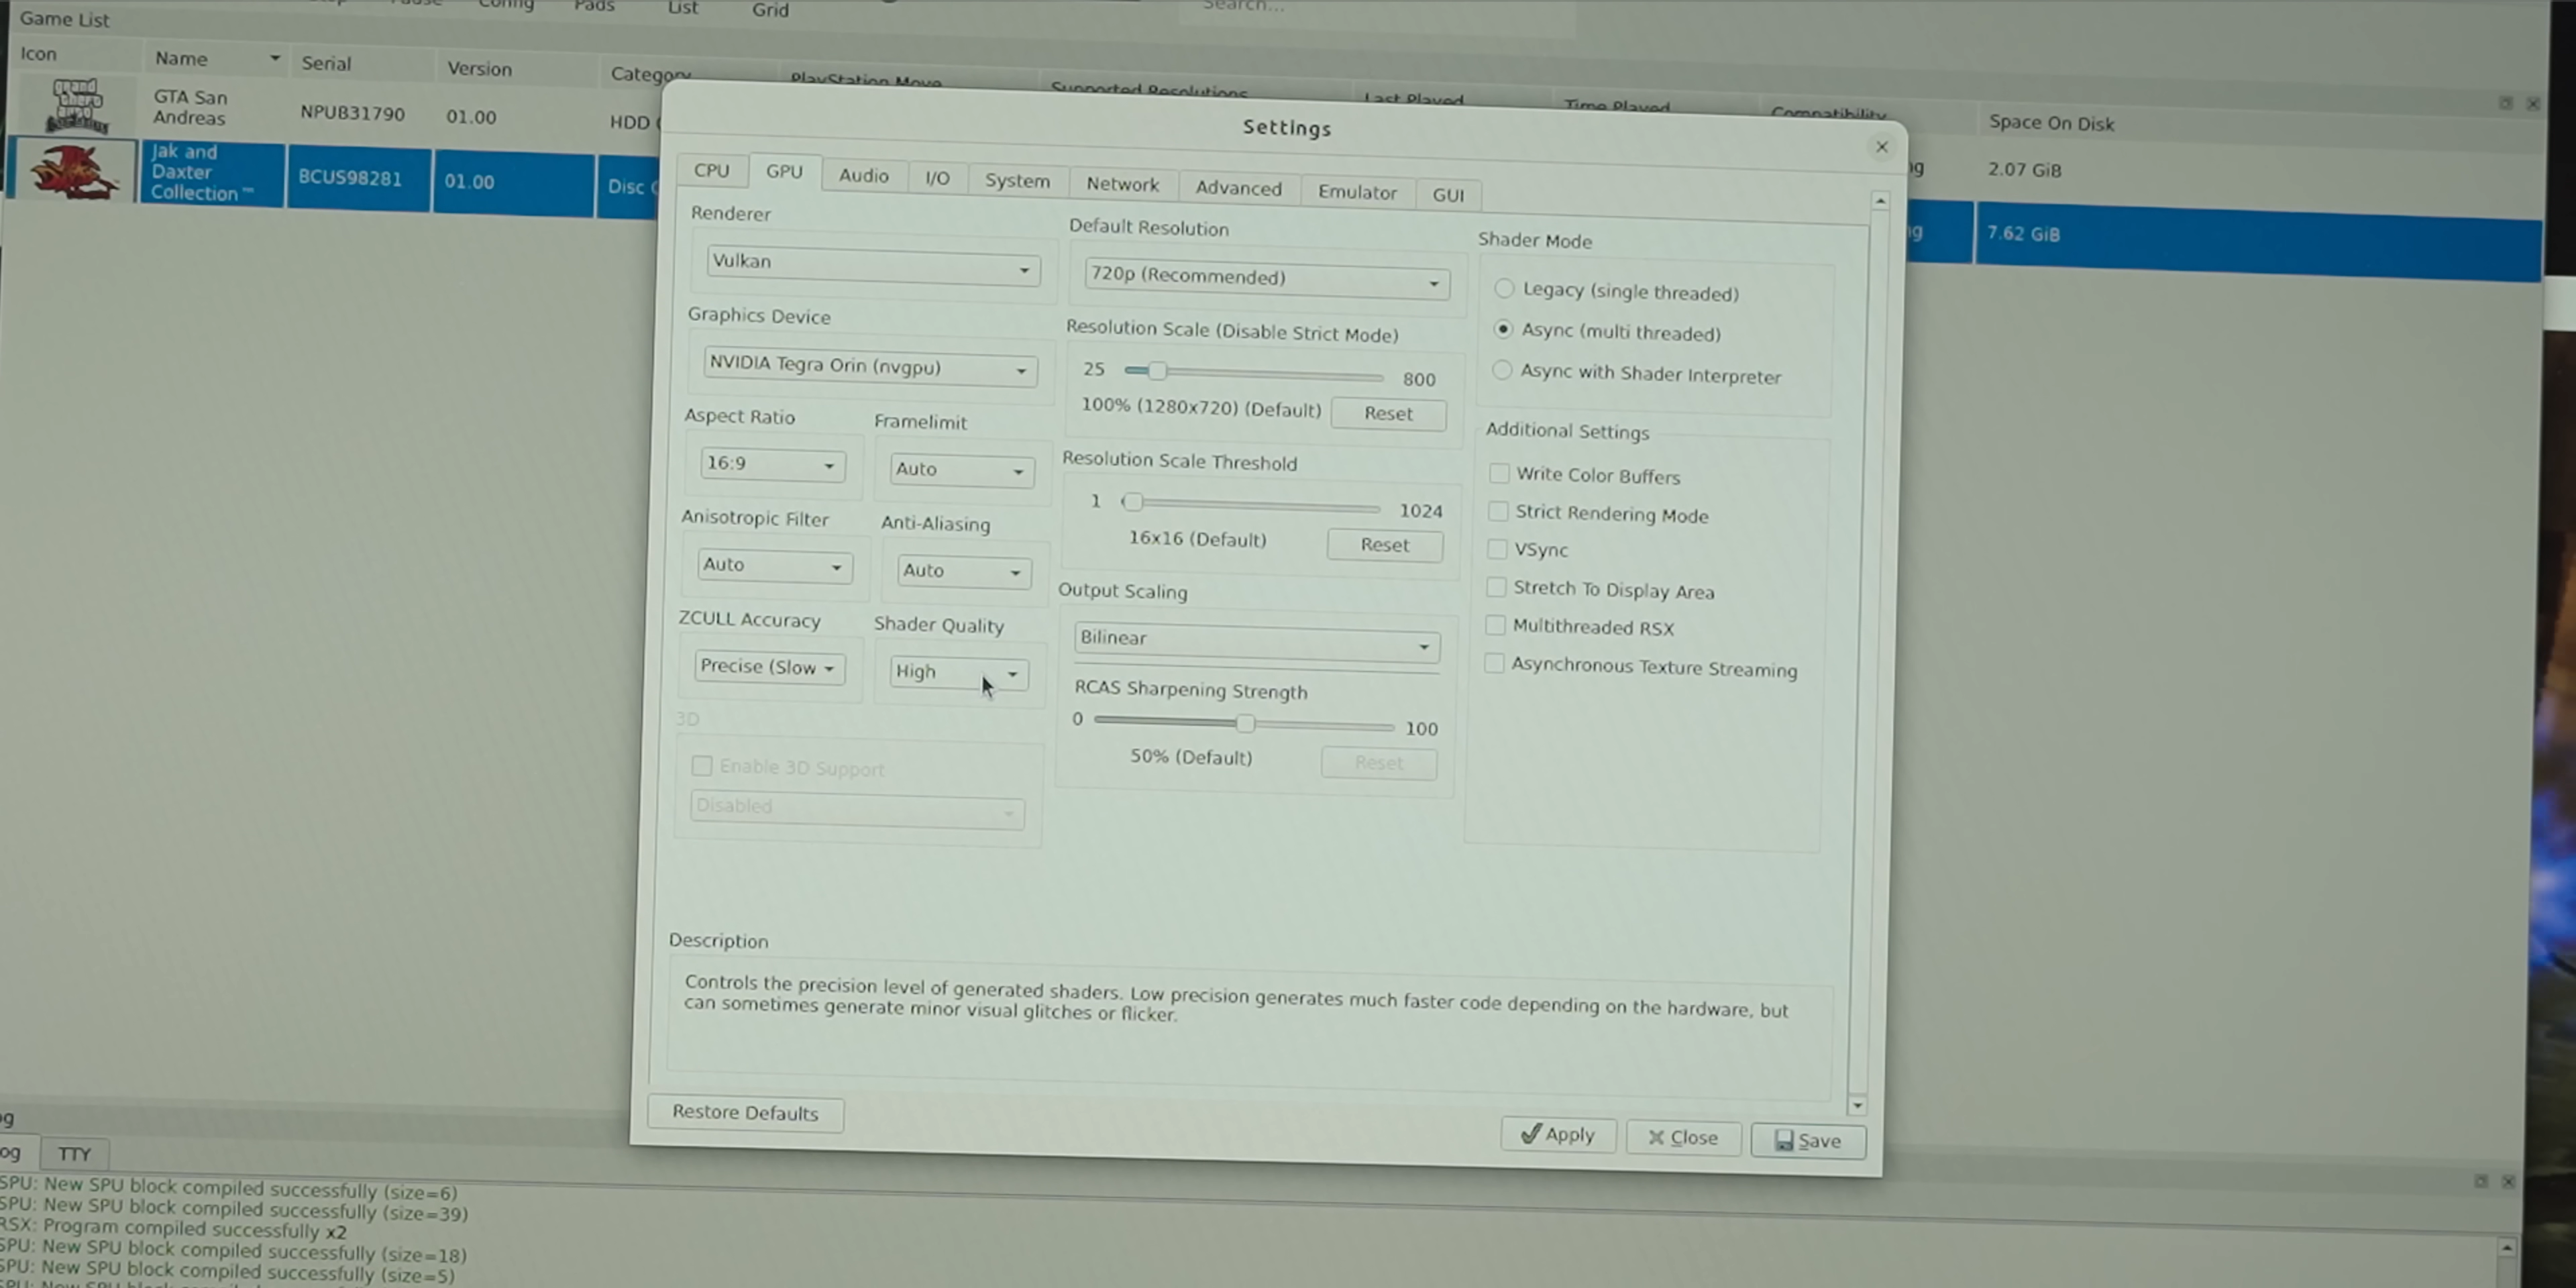 Config
Pads
List
Grid
Search...
Game List
Icon
Name
Serial
Version
Category
PlayStation Move
Supported Resolutions
Last Played
Time Played
Compatibility
Space On Disk
GTA San
Andreas
NPUB31790
01.00
HDD
2.07 GiB
Jak and
Daxter
Collection™
BCUS98281
01.00
Disc
7.62 GiB
Settings
CPU
GPU
Audio
I/O
System
Network
Advanced
Emulator
GUI
Renderer
Vulkan
Graphics Device
NVIDIA Tegra Orin (nvgpu)
Aspect Ratio
Framelimit
16:9
Auto
Anisotropic Filter
Anti-Aliasing
Auto
Auto
ZCULL Accuracy
Shader Quality
Precise (Slow
High
3D
Enable 3D Support
Disabled
Default Resolution
720p (Recommended)
Resolution Scale (Disable Strict Mode)
25
800
100% (1280x720) (Default)
Reset
Resolution Scale Threshold
1
1024
16x16 (Default)
Reset
Output Scaling
Bilinear
RCAS Sharpening Strength
0
100
50% (Default)
Reset
Shader Mode
Legacy (single threaded)
Async (multi threaded)
Async with Shader Interpreter
Additional Settings
Write Color Buffers
Strict Rendering Mode
VSync
Stretch To Display Area
Multithreaded RSX
Asynchronous Texture Streaming
Description
Controls the precision level of generated shaders. Low precision generates much faster code depending on the hardware, but
can sometimes generate minor visual glitches or flicker.
Restore Defaults
Apply
Close
Save
TTY
SPU: New SPU block compiled successfully (size=6)
SPU: New SPU block compiled successfully (size=39)
RSX: Program compiled successfully x2
SPU: New SPU block compiled successfully (size=18)
SPU: New SPU block compiled successfully (size=5)